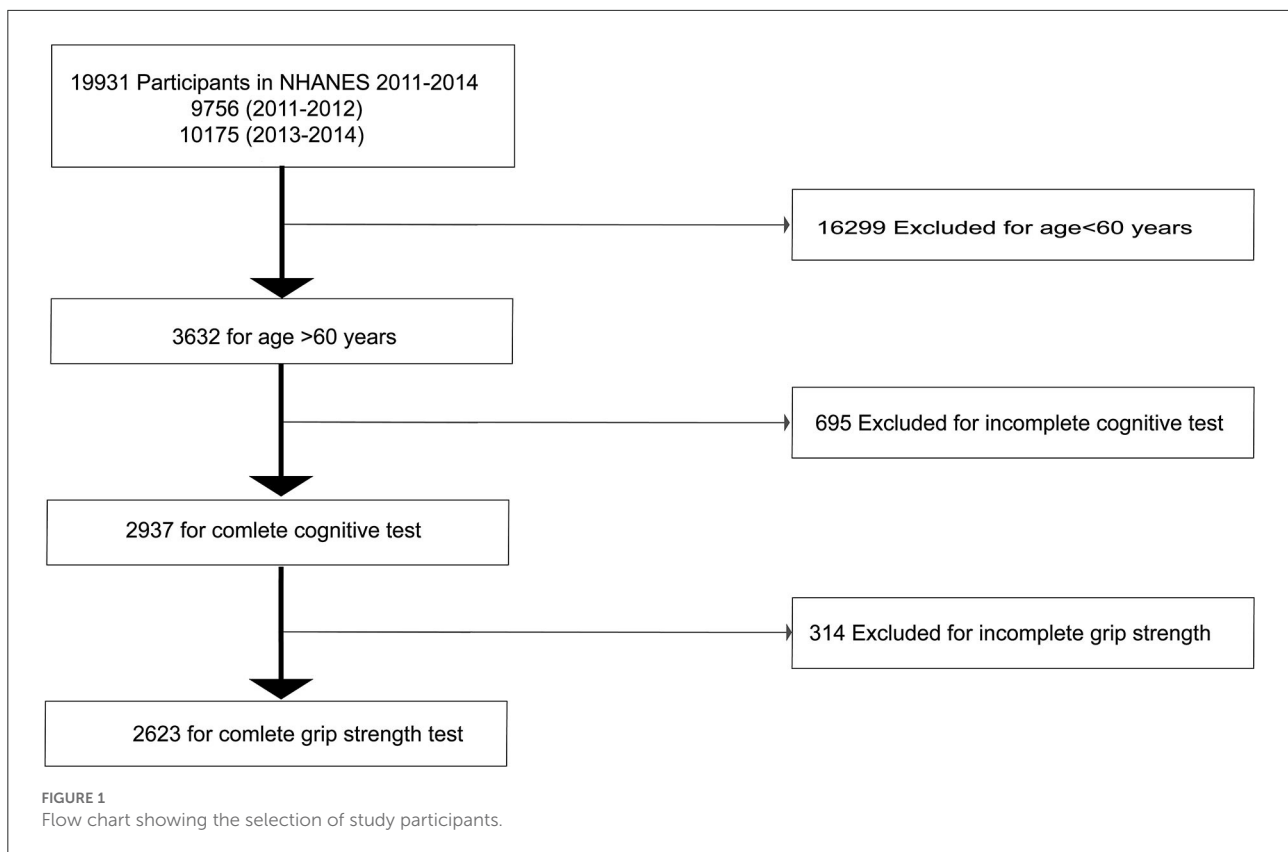 19931 Participants in NHANES 2011-2014
9756 (2011-2012)
10175 (2013-2014)
16299 Excluded for age<60 years
3632 for age >60 years
695 Excluded for incomplete cognitive test
2937 for comlete cognitive test
314 Excluded for incomplete grip strength
2623 for comlete grip strength test
FIGURE 1
Flow chart showing the selection of study participants.